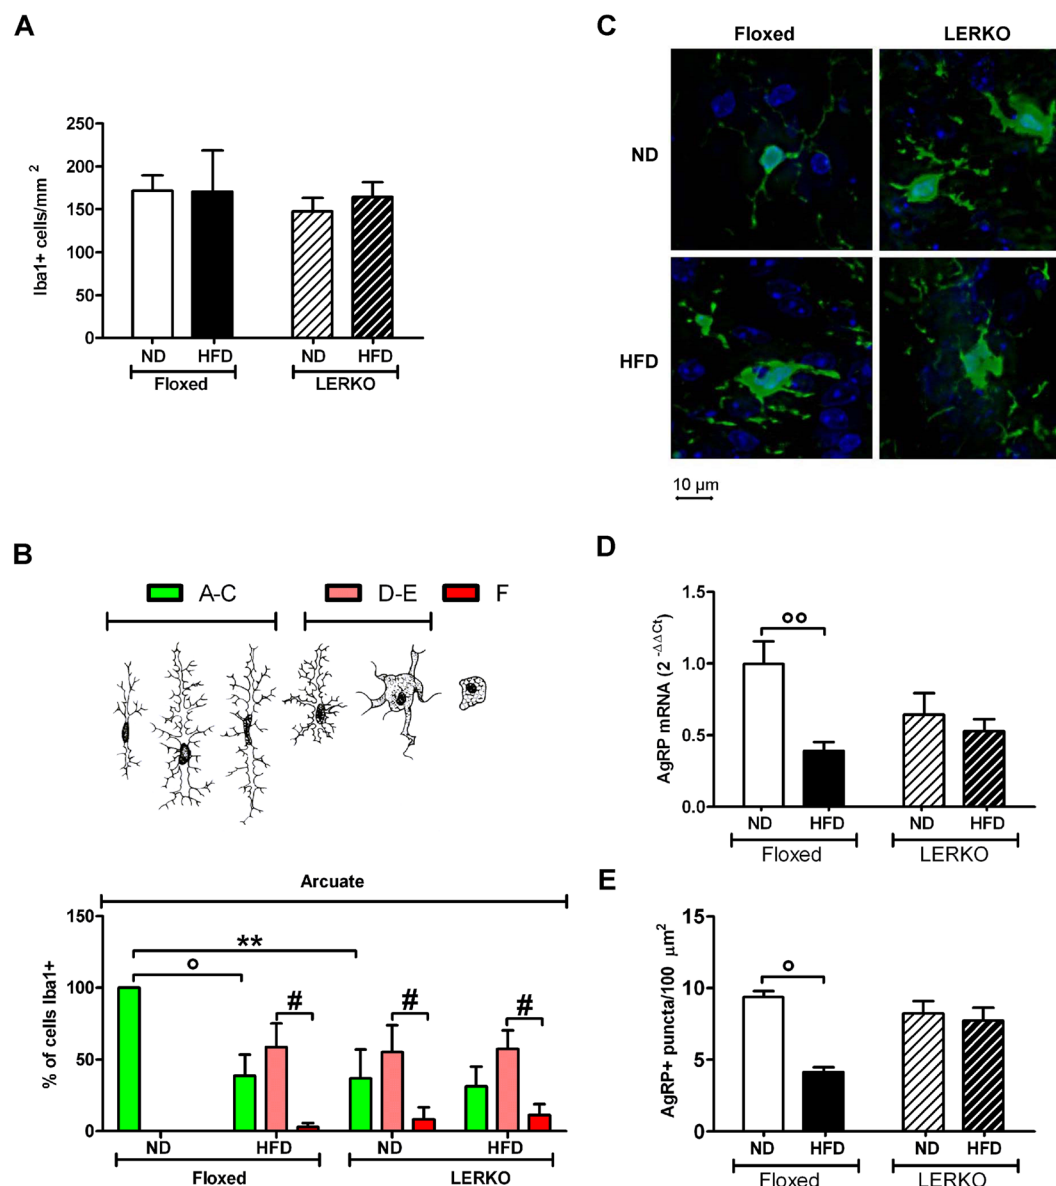 A
250
200
150
100
50
0
Iba1+ cells/mm 2
ND HFD ND HFD
Floxed LERKO
C
Floxed LERKO
ND
HFD
10 µm
B
A-C D-E F
Arcuate
150
100
50
0
% of cells Iba1+
** 
°
# # #
ND HFD ND HFD
Floxed LERKO
D
1.5
1.0
0.5
0.0
AgRP mRNA (2 -ΔΔCt)
°°
ND HFD ND HFD
Floxed LERKO
E
15
10
5
0
AgRP+ puncta/100 µm2
°
ND HFD ND HFD
Floxed LERKO